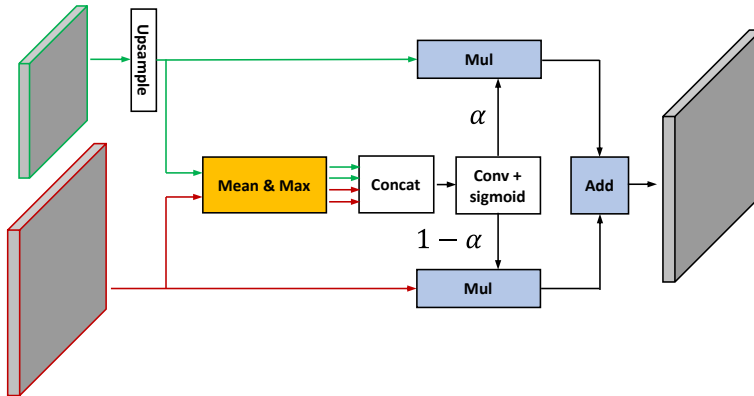 Upsample
Mul
α
Mean & Max
Concat
Conv +
sigmoid
Add
1 − α
Mul